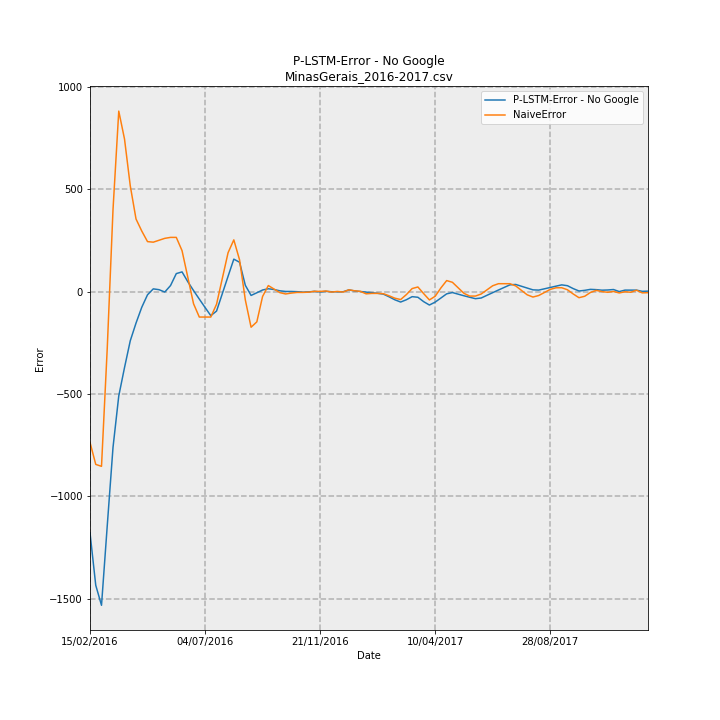 P-LSTM-Error - No Google
MinasGerais_2016-2017.csv
P-LSTM-Error - No Google
NaiveError
1000
500
0
−500
−1000
−1500
Error
15/02/2016
04/07/2016
21/11/2016
10/04/2017
28/08/2017
Date